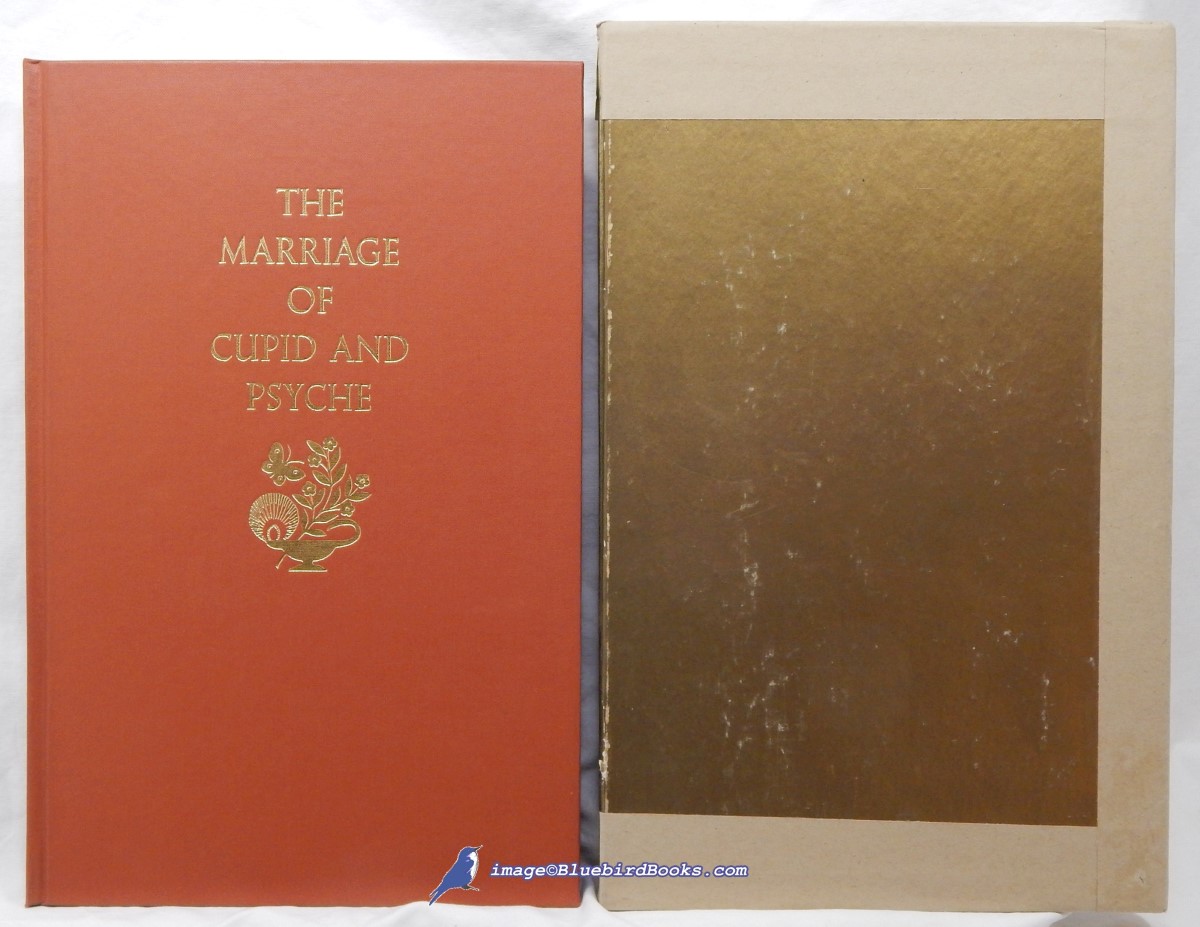 THE
MARRIAGE
OF
CUPID AND
PSYCHE
image©BluebirdBooks.com